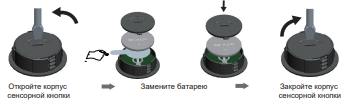 Откройте корпус
сенсорной кнопки
Замените батарею
Закройте корпус
сенсорной кнопки